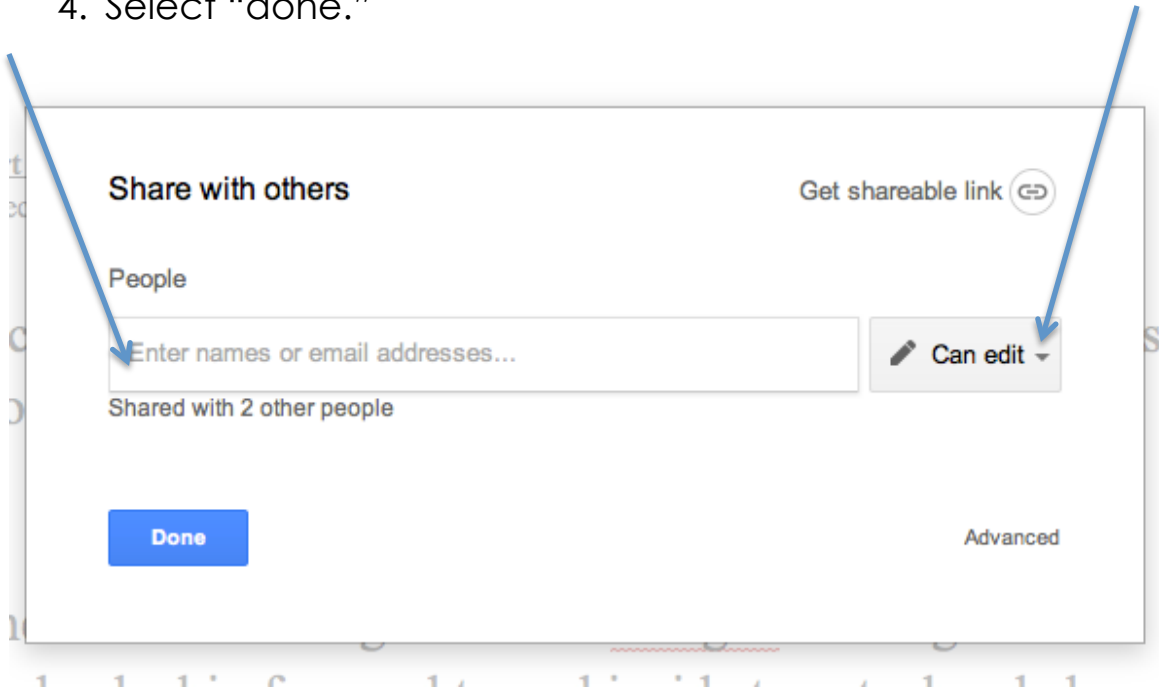 4. Select “done.”
Share with others
Get shareable link
People
Enter names or email addresses...
Can edit
Shared with 2 other people
Done
Advanced